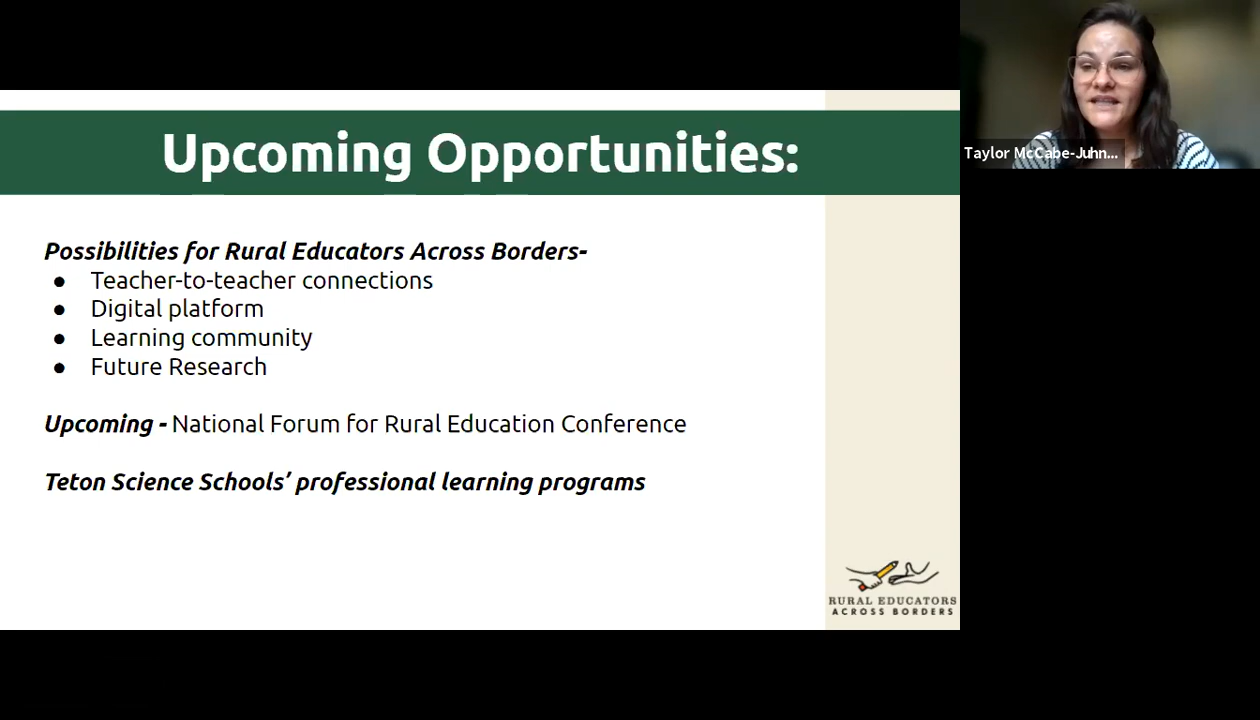 Upcoming Opportunities:
Taylor McCabe-Juhn...
Possibilities for Rural Educators Across Borders-
● Teacher-to-teacher connections
● Digital platform
● Learning community
● Future Research
Upcoming - National Forum for Rural Education Conference
Teton Science Schools’ professional learning programs
RURAL EDUCATORS
ACROSS BORDERS